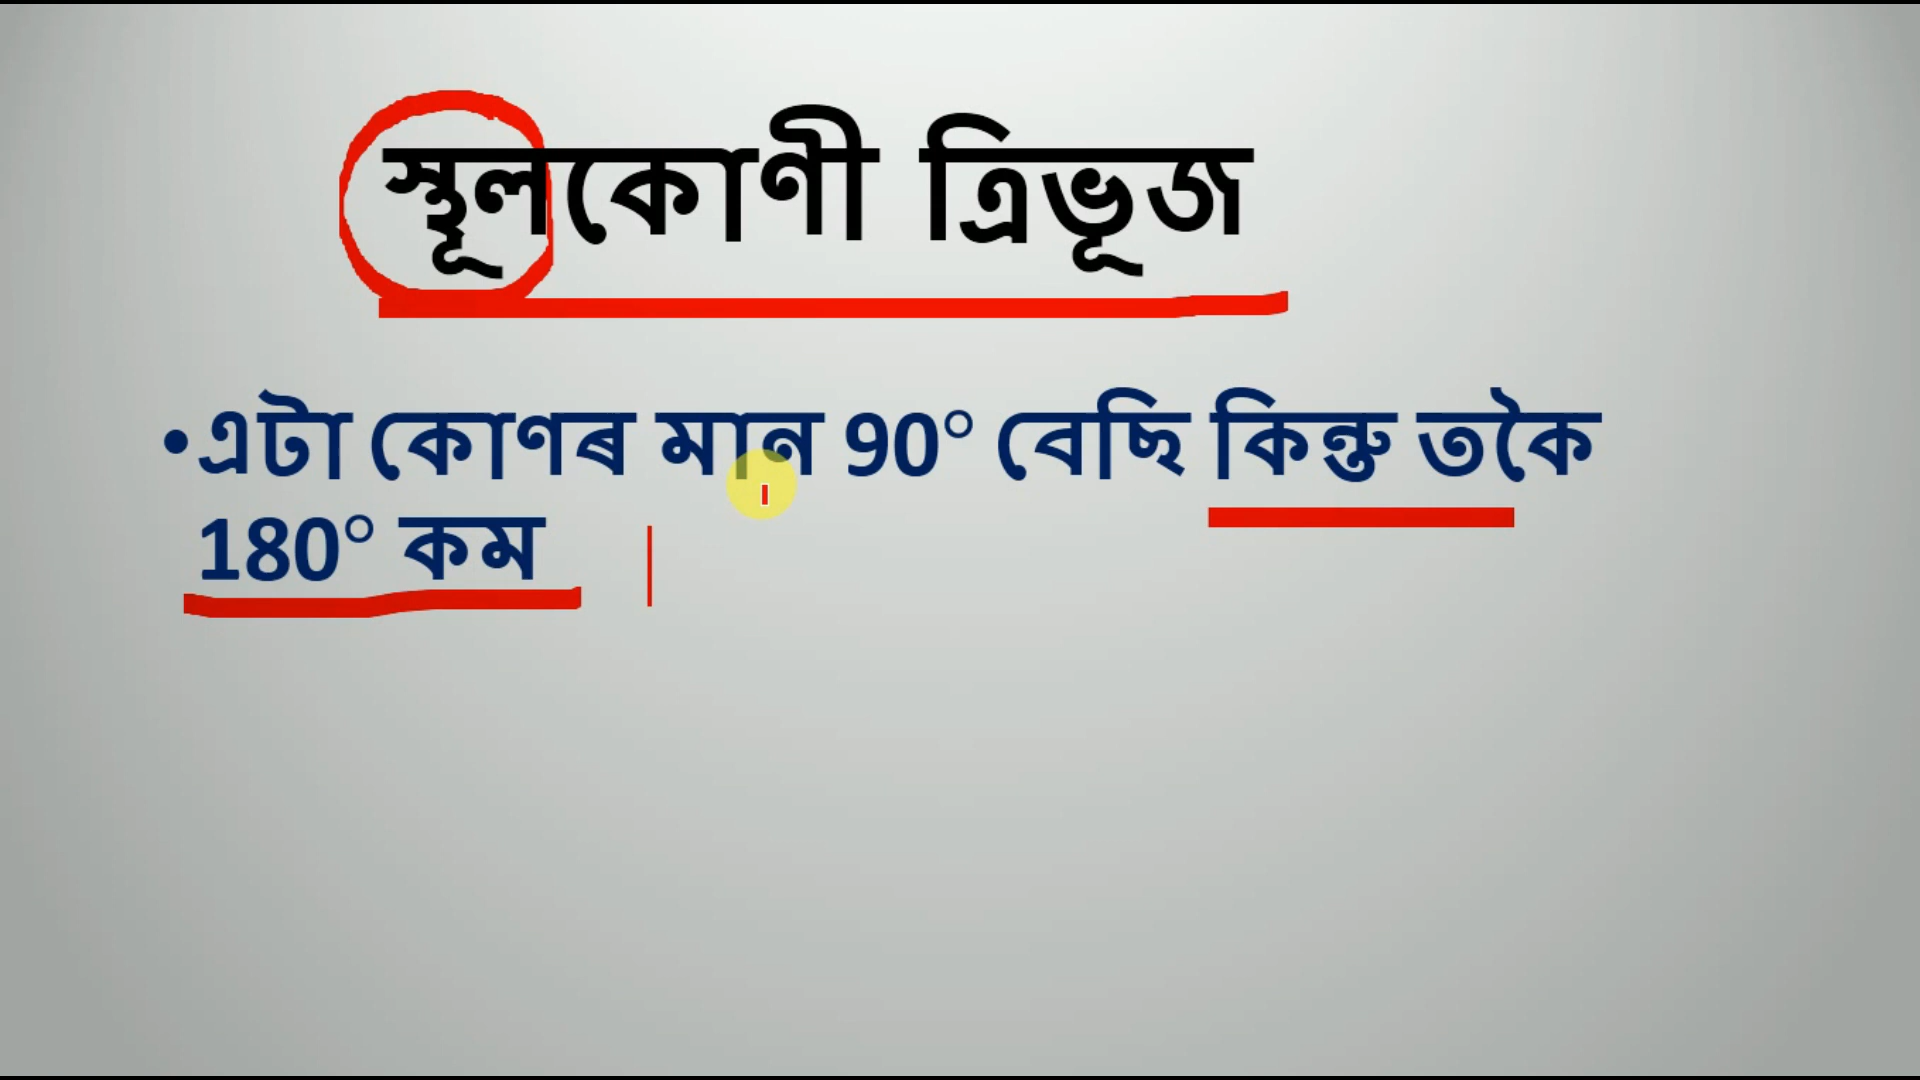 স্থূলকোণী ত্রিভূজ
•এটা কোণৰ মান 90° বেছি কিন্তু তকৈ
180° কম